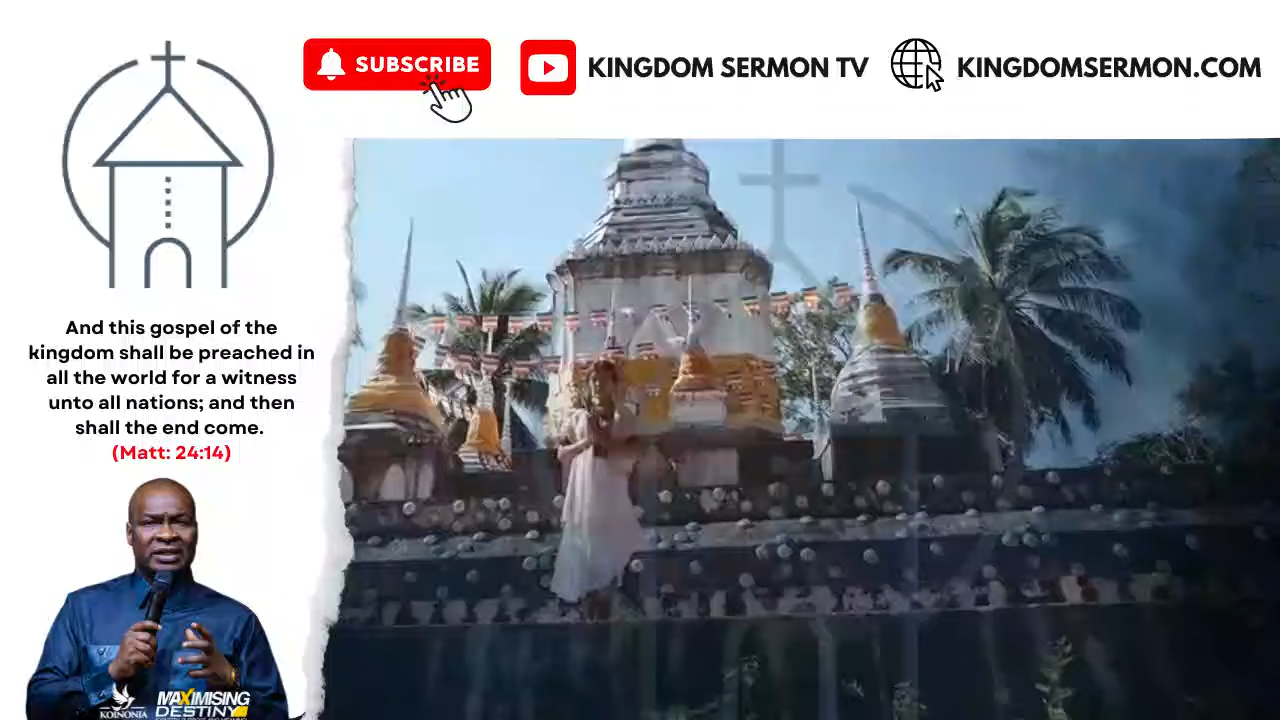 SUBSCRIBE
KINGDOM SERMON TV
KINGDOMSERMON.COM
And this gospel of the
kingdom shall be preached in
all the world for a witness
unto all nations; and then
shall the end come.
(Matt: 24:14)
KOINONIA
MAXIMISING
DESTINY